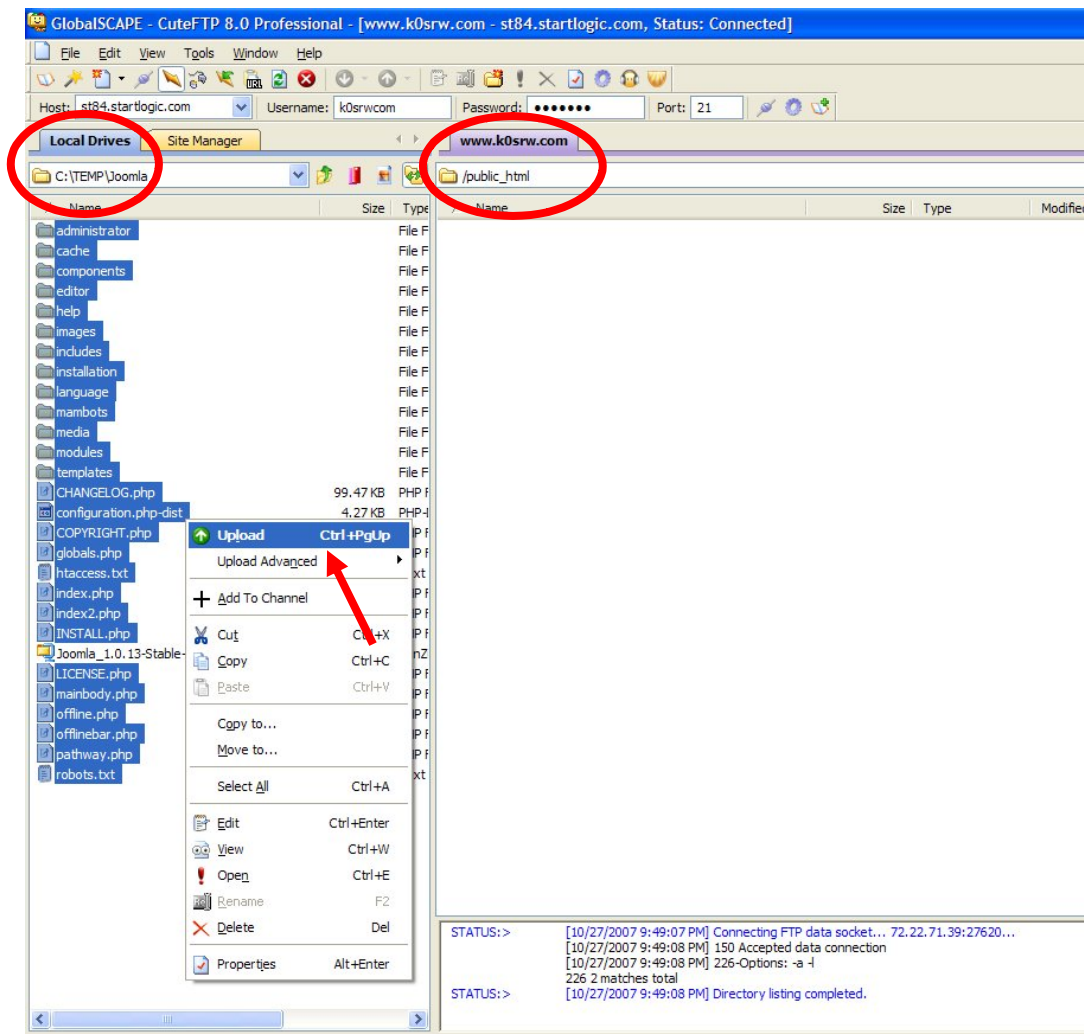 GlobalSCAPE - CuteFTP 8.0 Professional - [www.k0srw.com - st84.startlogic.com, Status: Connected]
File Edit View Tools Window Help
URL
Host: st84.startlogic.com Username: k0srwcom Password: ●●●●●●● Port: 21
Local Drives Site Manager www.k0srw.com
C:\TEMP\Joomla /public_html
Name Size Type Name Size Type Modified
administrator File F
cache File F
components File F
editor File F
help File F
images File F
includes File F
installation File F
language File F
mambots File F
media File F
modules File F
templates File F
CHANGELOG.php 99.47 KB PHP F
configuration.php-dist 4.27 KB PHP-
COPYRIGHT.php
globals.php
htaccess.txt
index.php
index2.php
INSTALL.php
Joomla_1.0.13-Stable-
LICENSE.php
mainbody.php
offline.php
offlinebar.php
pathway.php
robots.txt
Upload Ctrl+PgUp
Upload Advanced
Add To Channel
Cut Ctrl+X
Copy Ctrl+C
Paste Ctrl+V
Copy to...
Move to...
Select All Ctrl+A
Edit Ctrl+Enter
View Ctrl+W
Open Ctrl+E
Rename F2
Delete Del
Properties Alt+Enter
STATUS:> [10/27/2007 9:49:07 PM] Connecting FTP data socket... 72.22.71.39:27620...
[10/27/2007 9:49:08 PM] 150 Accepted data connection
[10/27/2007 9:49:08 PM] 226-Options: -a -l
226 2 matches total
STATUS:> [10/27/2007 9:49:08 PM] Directory listing completed.